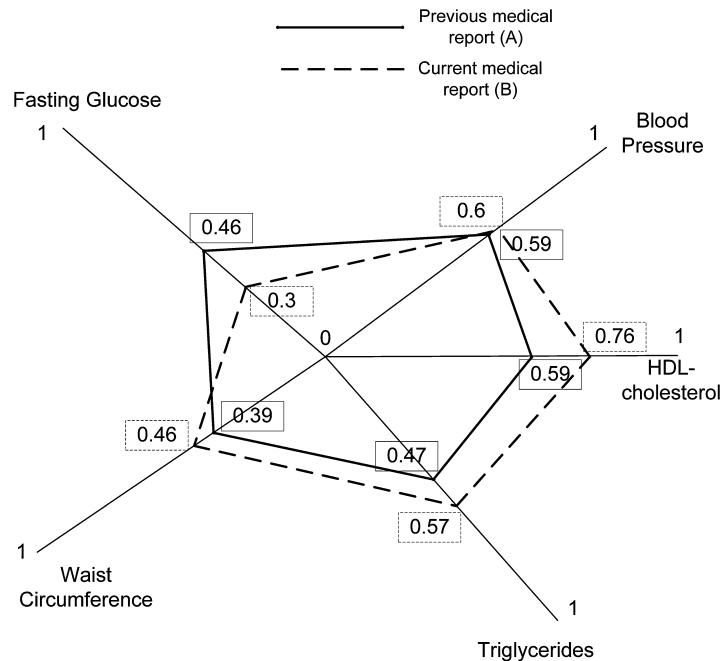 Previous medical
report (A)
Current medical
report (B)
Fasting Glucose
1
Blood
Pressure
1
0.46
0.6
0.59
0.3
0
0.76
1
HDL-
cholesterol
0.59
0.39
0.46
0.47
0.57
1
Waist
Circumference
1
Triglycerides